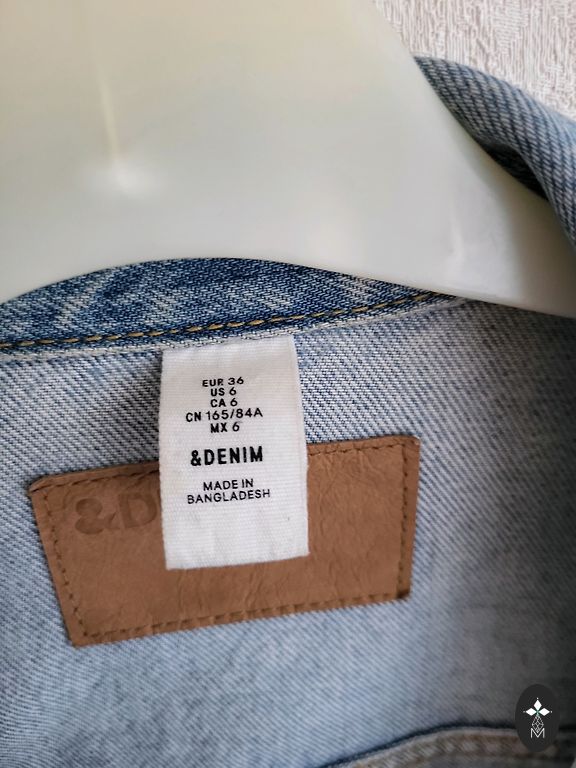 EUR 36
US 6
CA 6
CN 165/84A
MX 6
&DENIM
MADE IN
BANGLADESH
&D
M